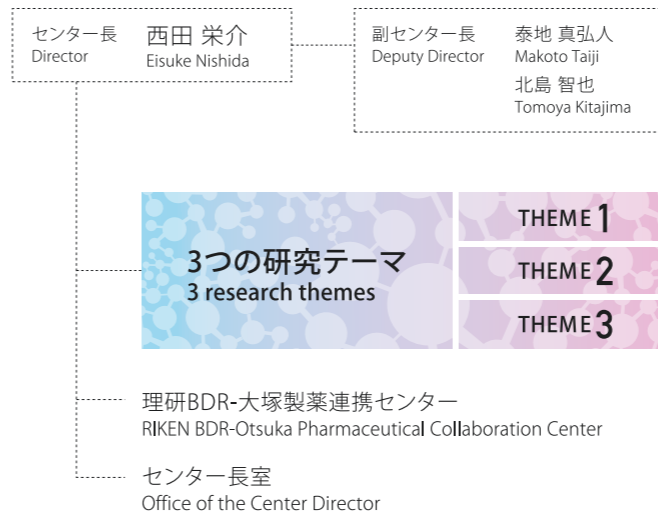 センター長
Director
西田 栄介
Eisuke Nishida
副センター長
Deputy Director
泰地 真弘人
Makoto Taiji
北島 智也
Tomoya Kitajima
3つの研究テーマ
3 research themes
THEME 1
THEME 2
THEME 3
理研BDR-大塚製薬連携センター
RIKEN BDR-Otsuka Pharmaceutical Collaboration Center
センター長室
Office of the Center Director